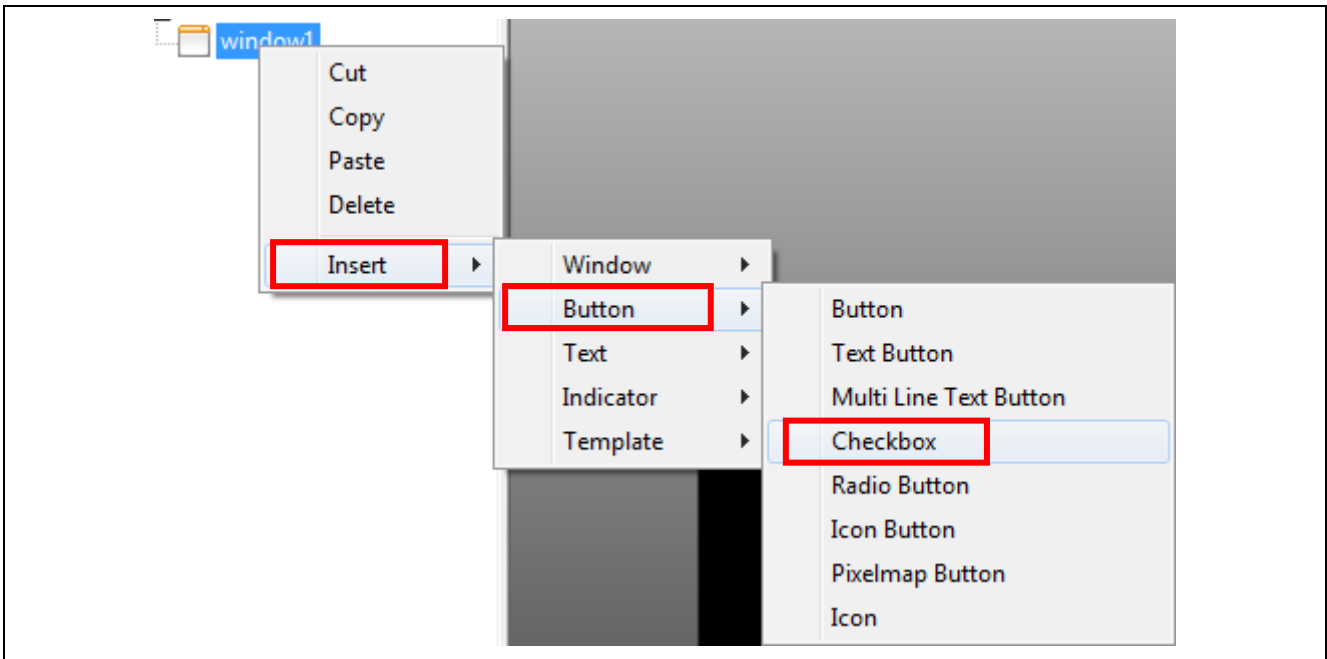 window1
Cut
Copy
Paste
Delete
Insert
Window
Button
Text
Indicator
Template
Button
Text Button
Multi Line Text Button
Checkbox
Radio Button
Icon Button
Pixelmap Button
Icon